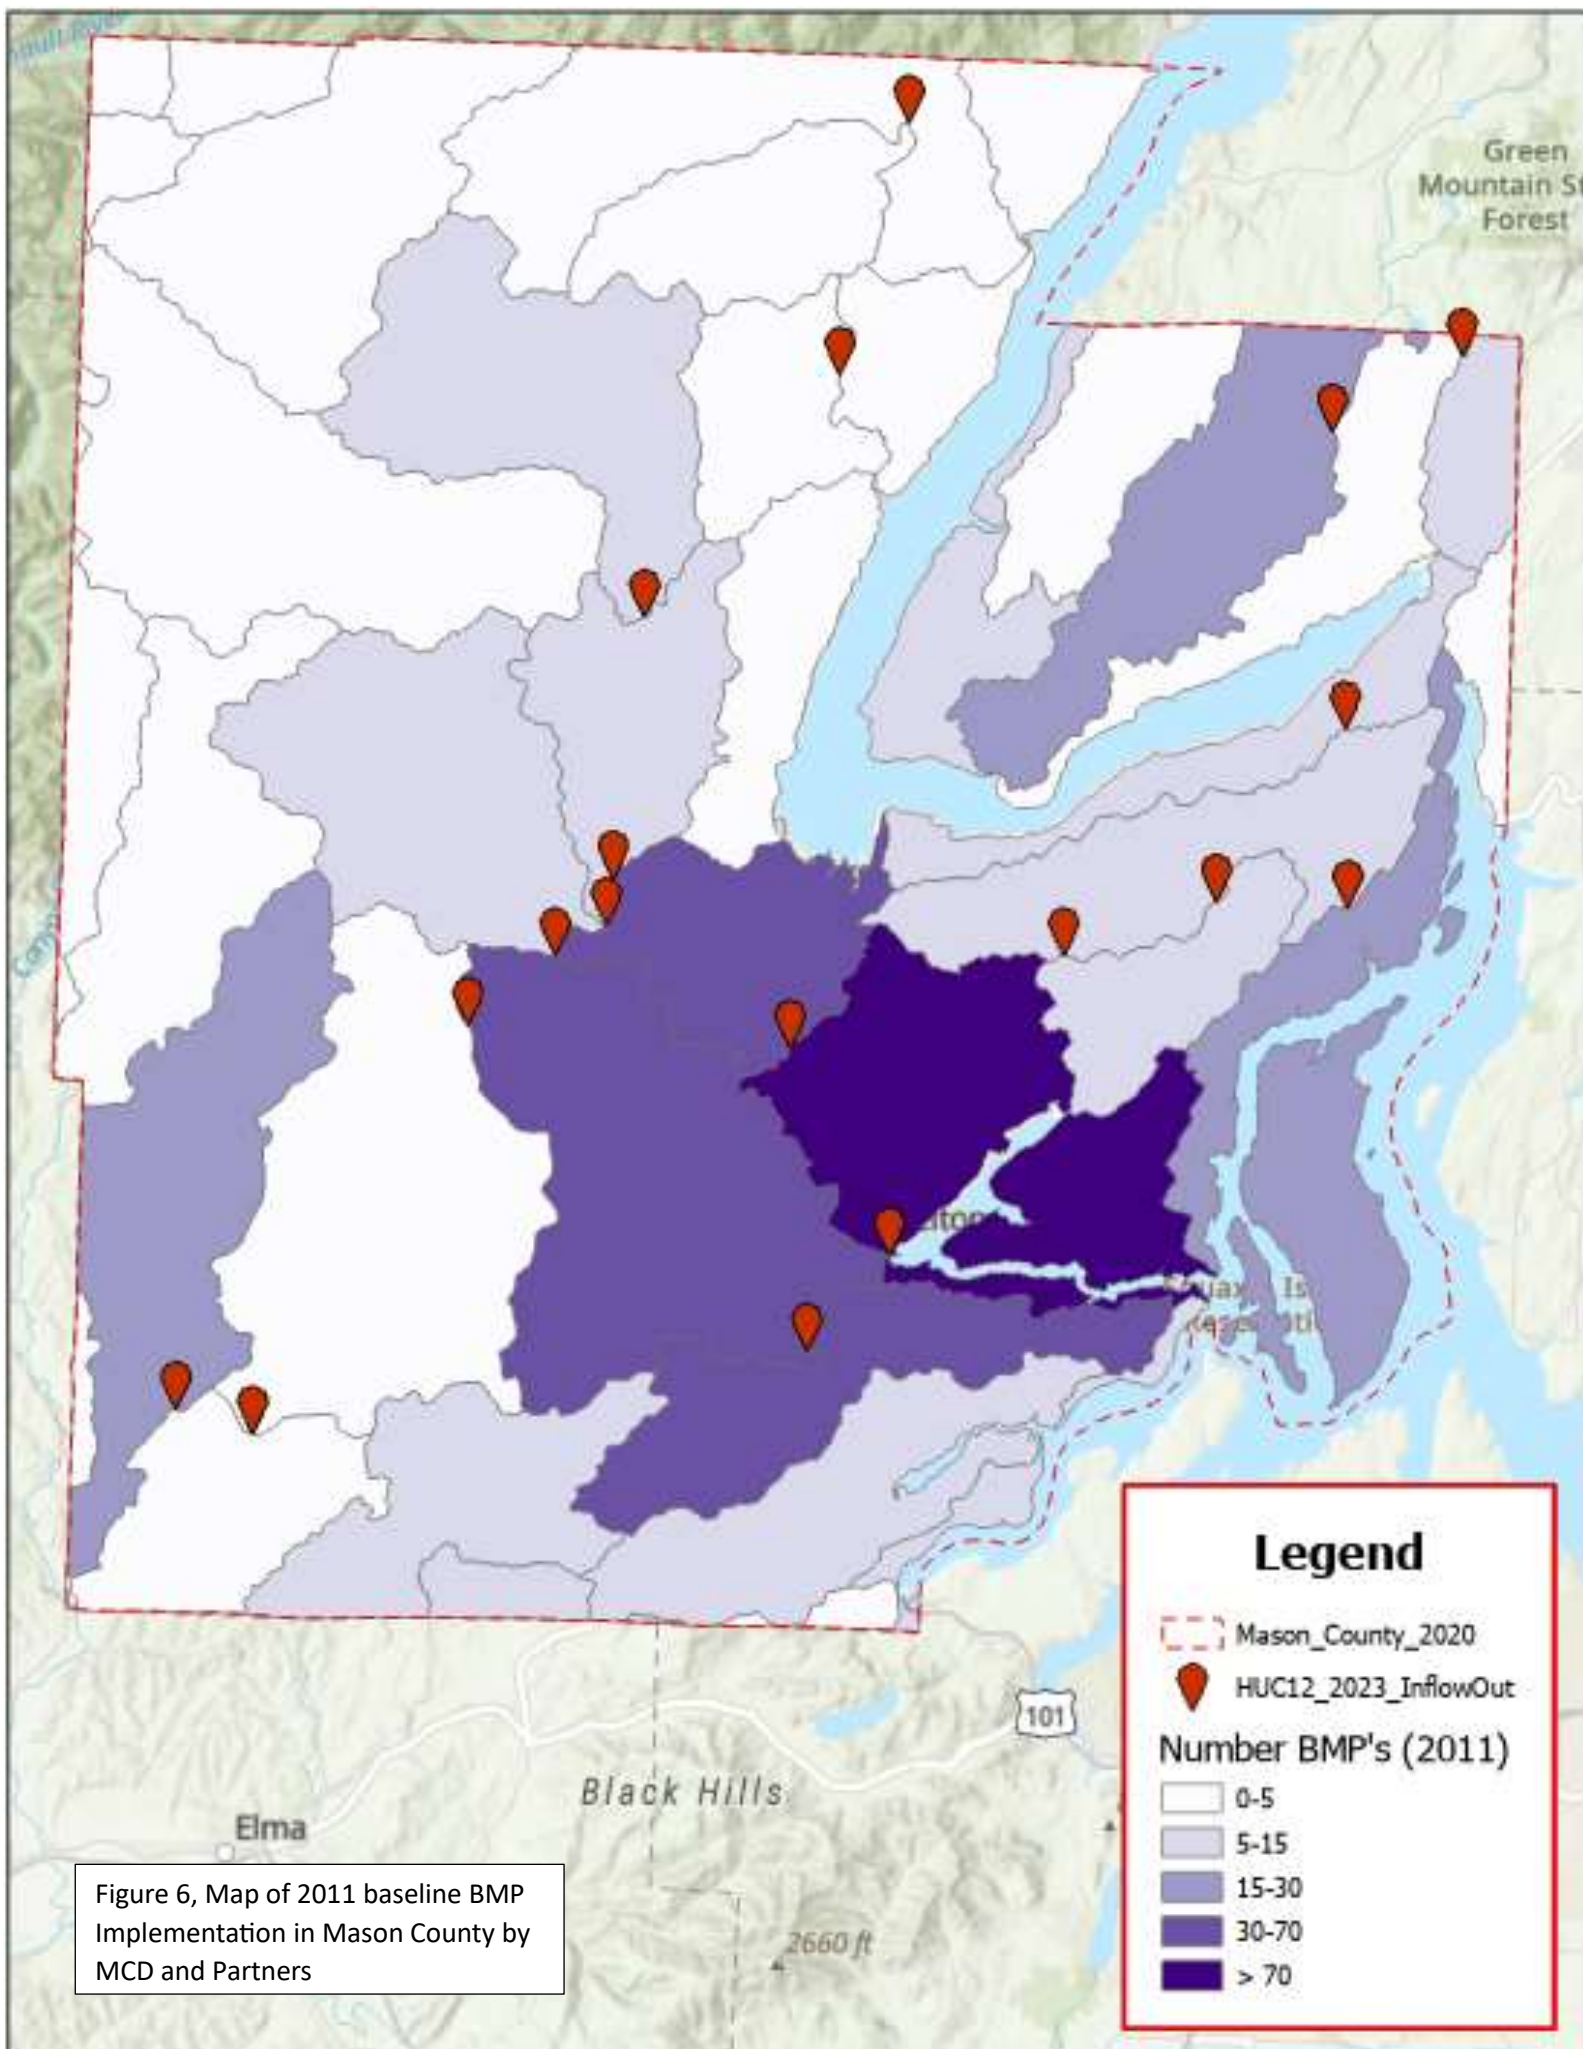 Green
Mountain St
Forest
101
Black Hills
Elma
2660 ft
Legend
Mason_County_2020
HUC12_2023_InflowOut
Number BMP's (2011)
0-5
5-15
15-30
30-70
> 70
Figure 6, Map of 2011 baseline BMP
Implementation in Mason County by
MCD and Partners